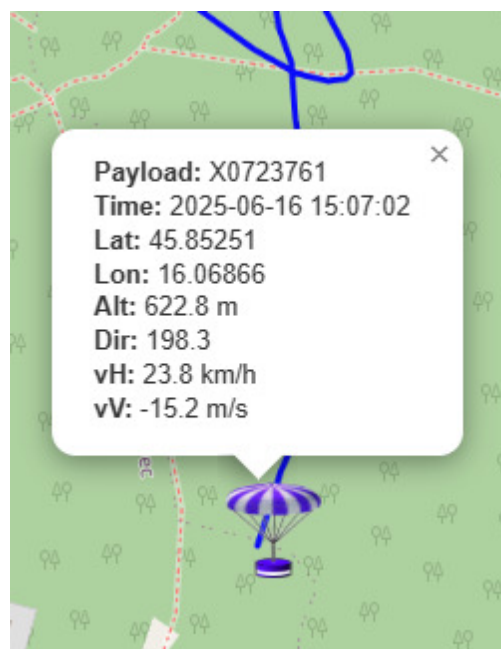 ×
Payload: X0723761
Time: 2025-06-16 15:07:02
Lat: 45.85251
Lon: 16.06866
Alt: 622.8 m
Dir: 198.3
vH: 23.8 km/h
vV: -15.2 m/s
ec